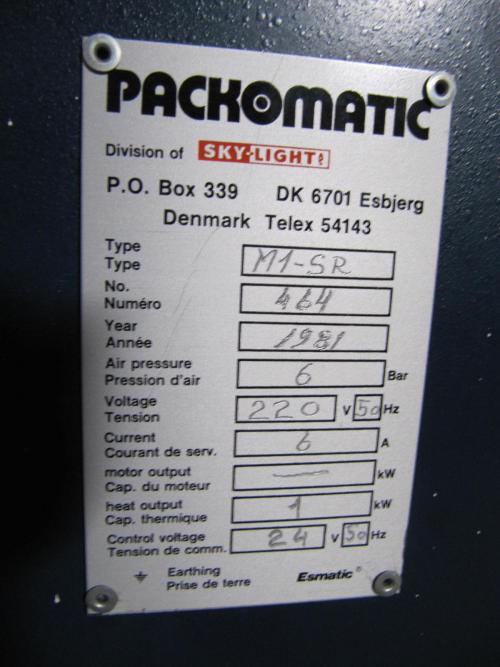 PACKOMATIC
Division of SKY-LIGHT
P.O. Box 339 DK 6701 Esbjerg
Denmark Telex 54143
Type
Type M1-SR
No.
Numéro 464
Year
Année 1981
Air pressure
Pression d'air 6 Bar
Voltage
Tension 220 V 50 Hz
Current
Courant de serv. 6 A
motor output
Cap. du moteur — kW
heat output
Cap. thermique 1 kW
Control voltage
Tension de comm. 24 V 50 Hz
Earthing
Prise de terre Esmatic®